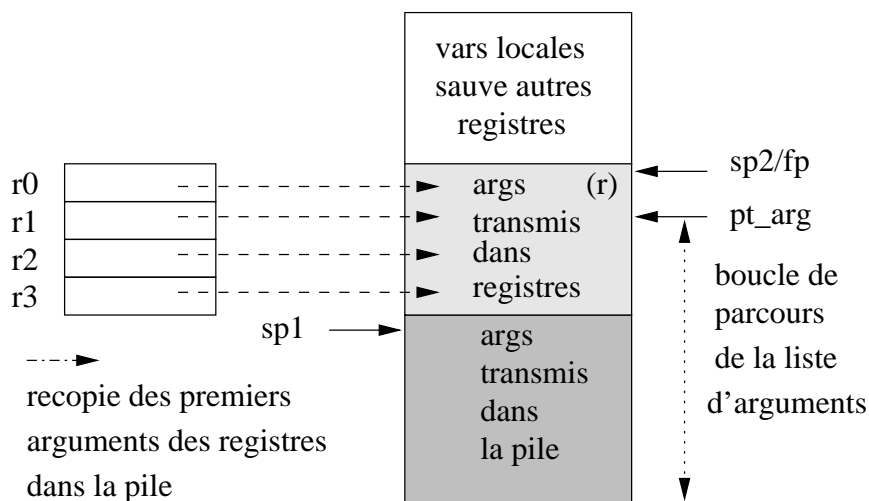 vars locales
sauve autres
registres
r0
r1
r2
r3
args (r)
transmis
dans
registres
sp2/fp
pt_arg
sp1
args
transmis
dans
la pile
boucle de
parcours
de la liste
d'arguments
recopie des premiers
arguments des registres
dans la pile